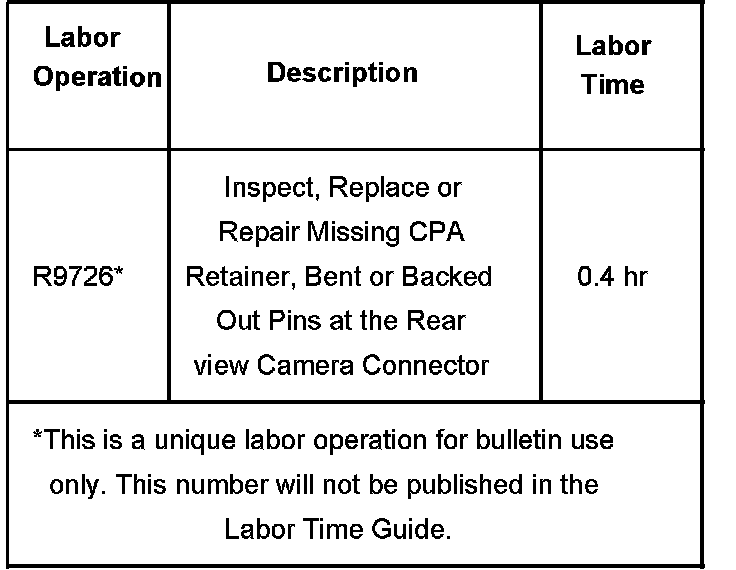 Labor
Operation
Description
Labor
Time
R9726*
Inspect, Replace or
Repair Missing CPA
Retainer, Bent or Backed
Out Pins at the Rear
view Camera Connector
0.4 hr
*This is a unique labor operation for bulletin use
only. This number will not be published in the
Labor Time Guide.